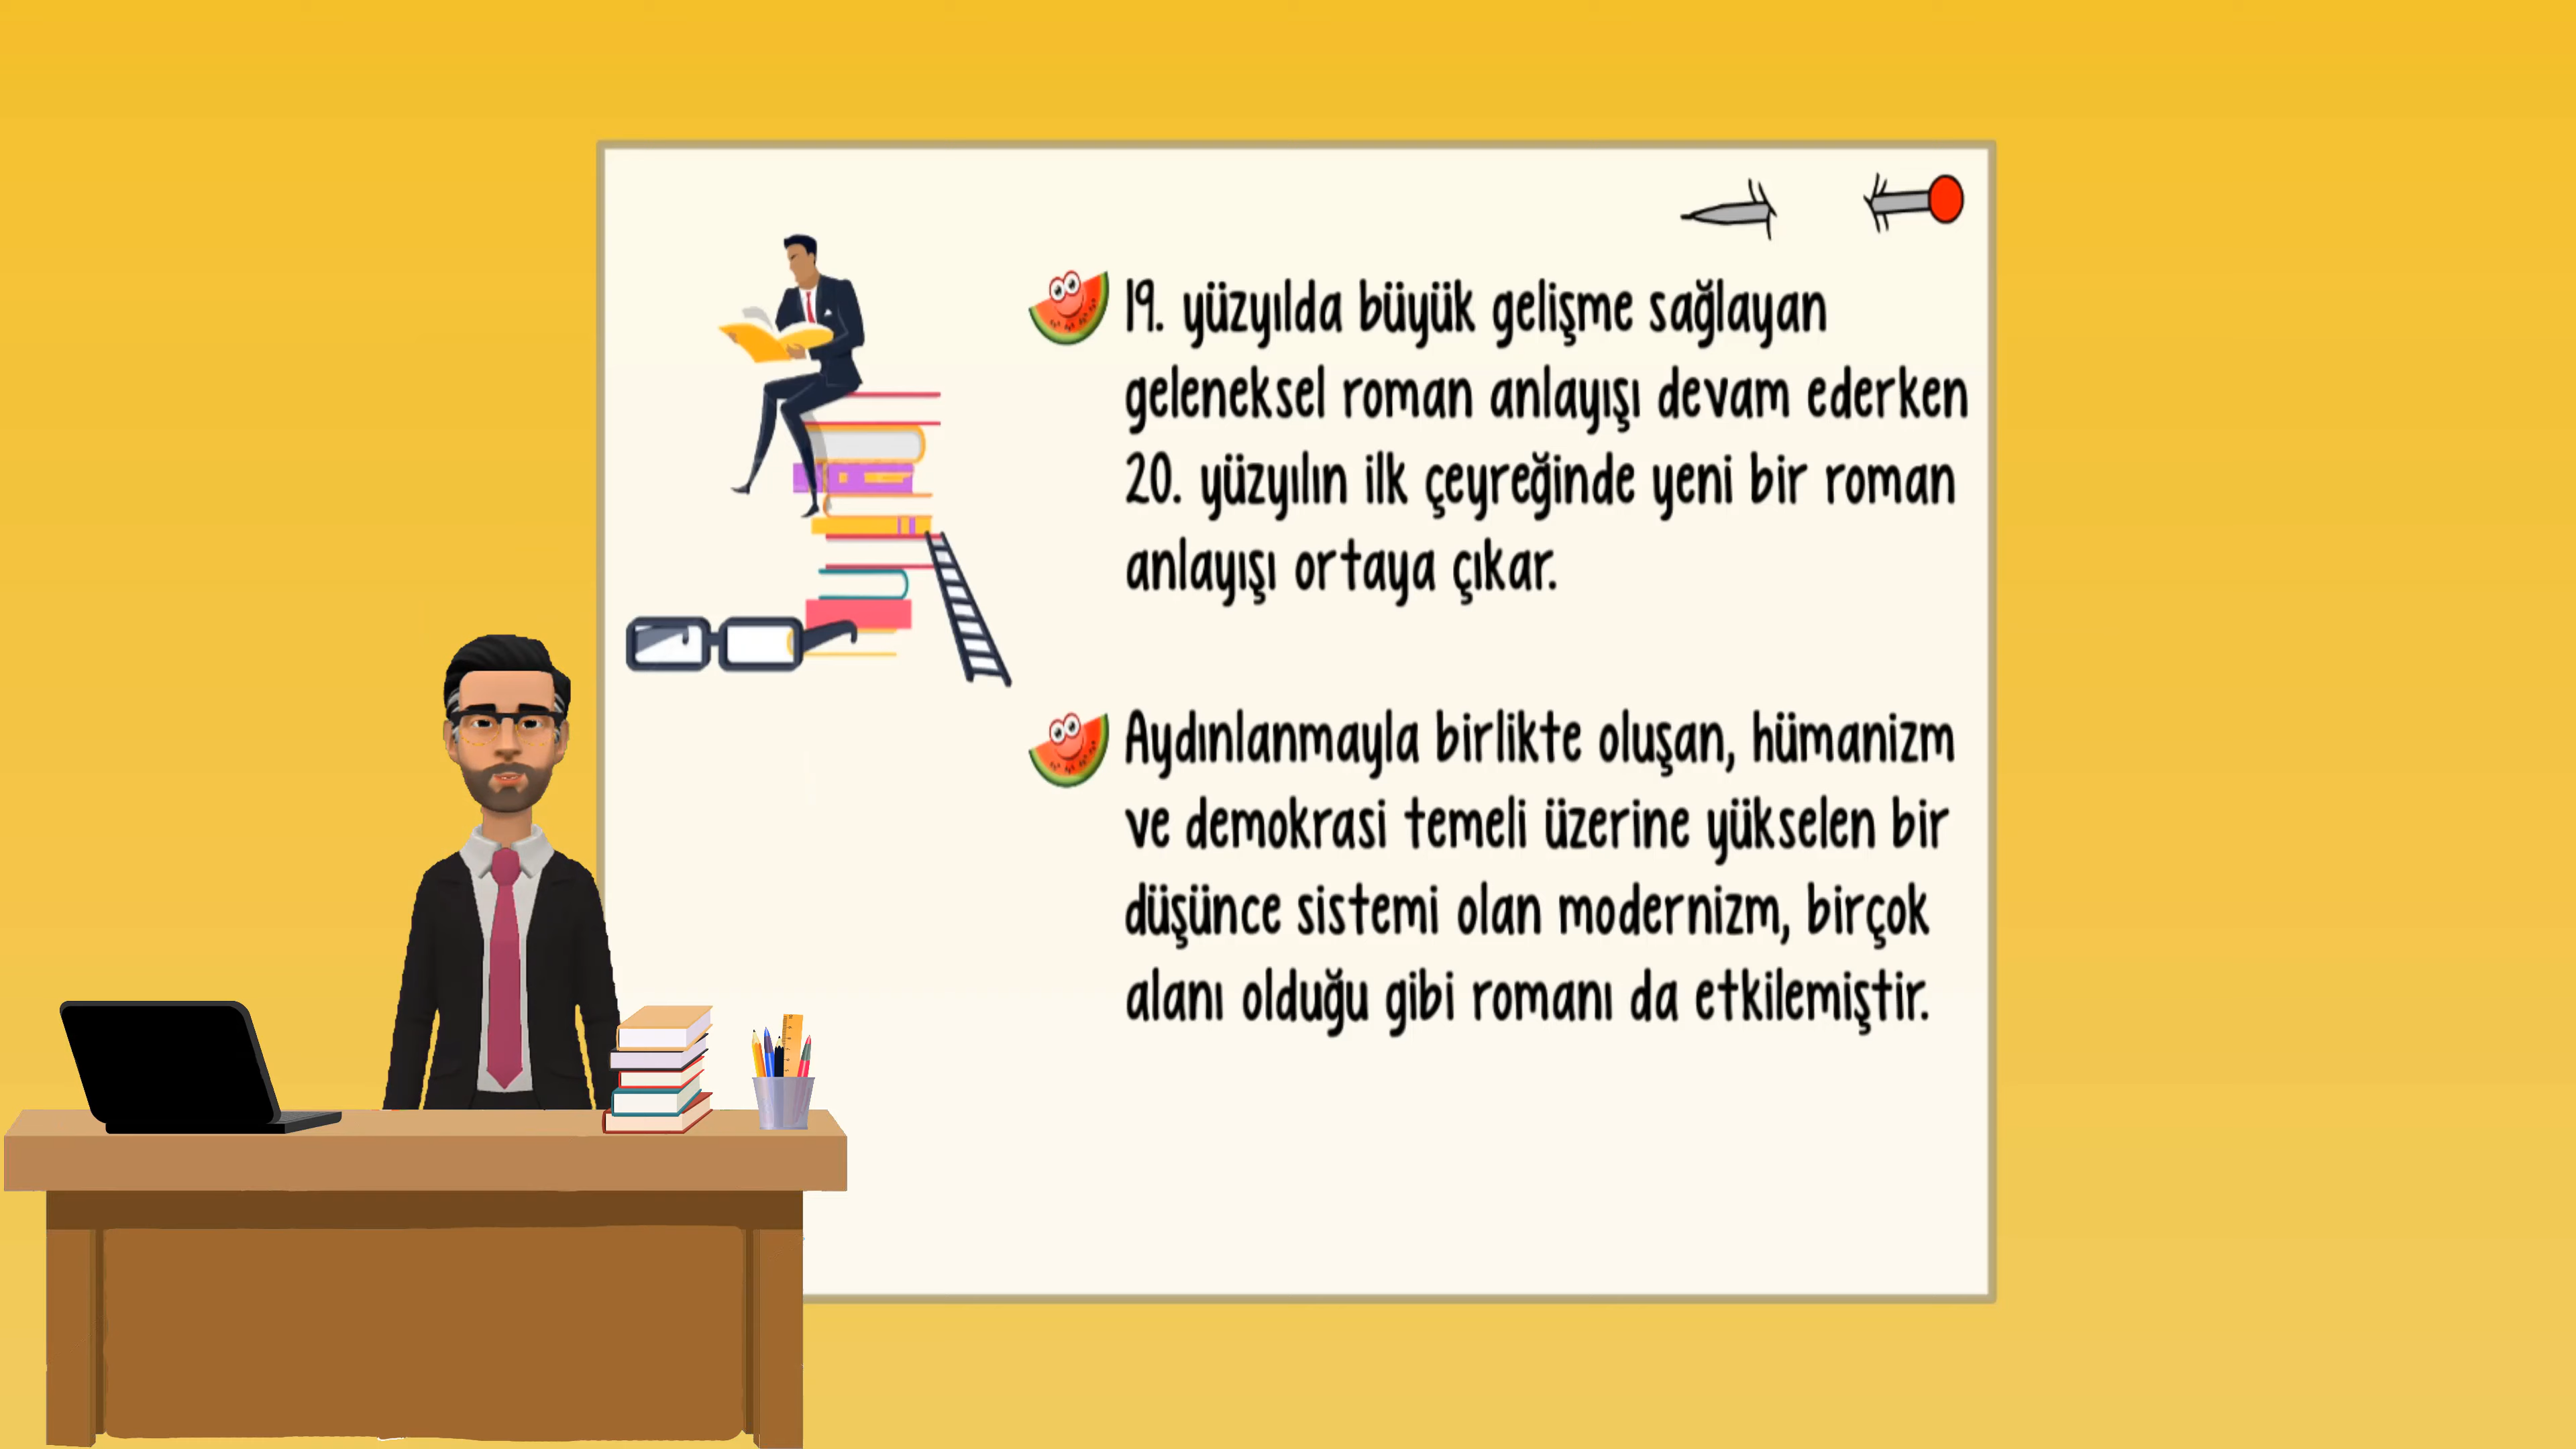 19. yüzyılda büyük gelişme sağlayan
geleneksel roman anlayışı devam ederken
20. yüzyılın ilk çeyreğinde yeni bir roman
anlayışı ortaya çıkar.
Aydınlanmayla birlikte oluşan, hümanizm
ve demokrasi temeli üzerine yükselen bir
düşünce sistemi olan modernizm, birçok
alanı olduğu gibi romanı da etkilemiştir.